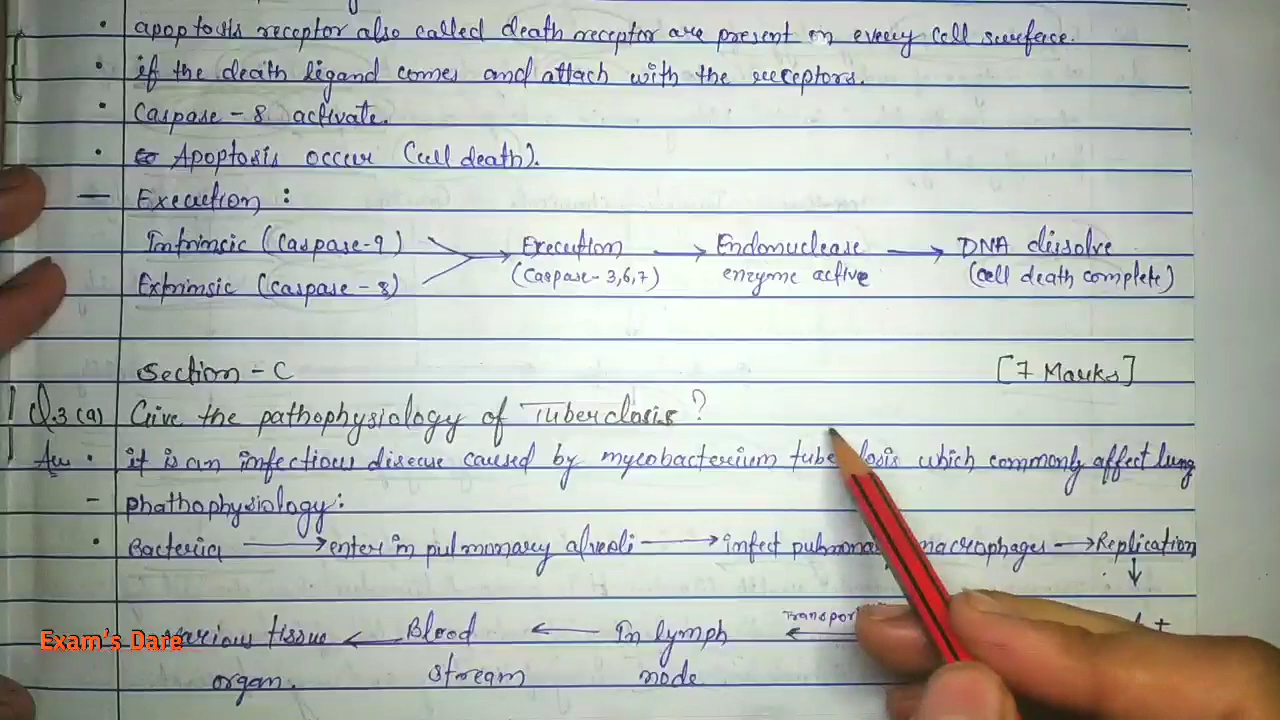 • apoptosis receptor also called death receptor are present on every cell surface.
• if the death ligand comes and attach with the receptors.
• Caspase - 8 activate.
• Apoptosis occur (cell death).
— Execution :
Intrinsic (Caspase-9) → Execution → Endonuclease → DNA dissolve
Extrinsic (Caspase - 8) (Caspase - 3,6,7) enzyme active (cell death complete)
Section - C [7 Marks]
Q.3 (a) Give the pathophysiology of Tuberclosis ?
Ans • it is an infectious disease caused by mycobacterium which commonly affect lung
– Phathophysiology :
• Bacteria → enter in pulmonary alveoli → infect macrophages → Replication
↓
various tissue ← Blood ← In lymph ←
organ. stream node
Exam's Dare